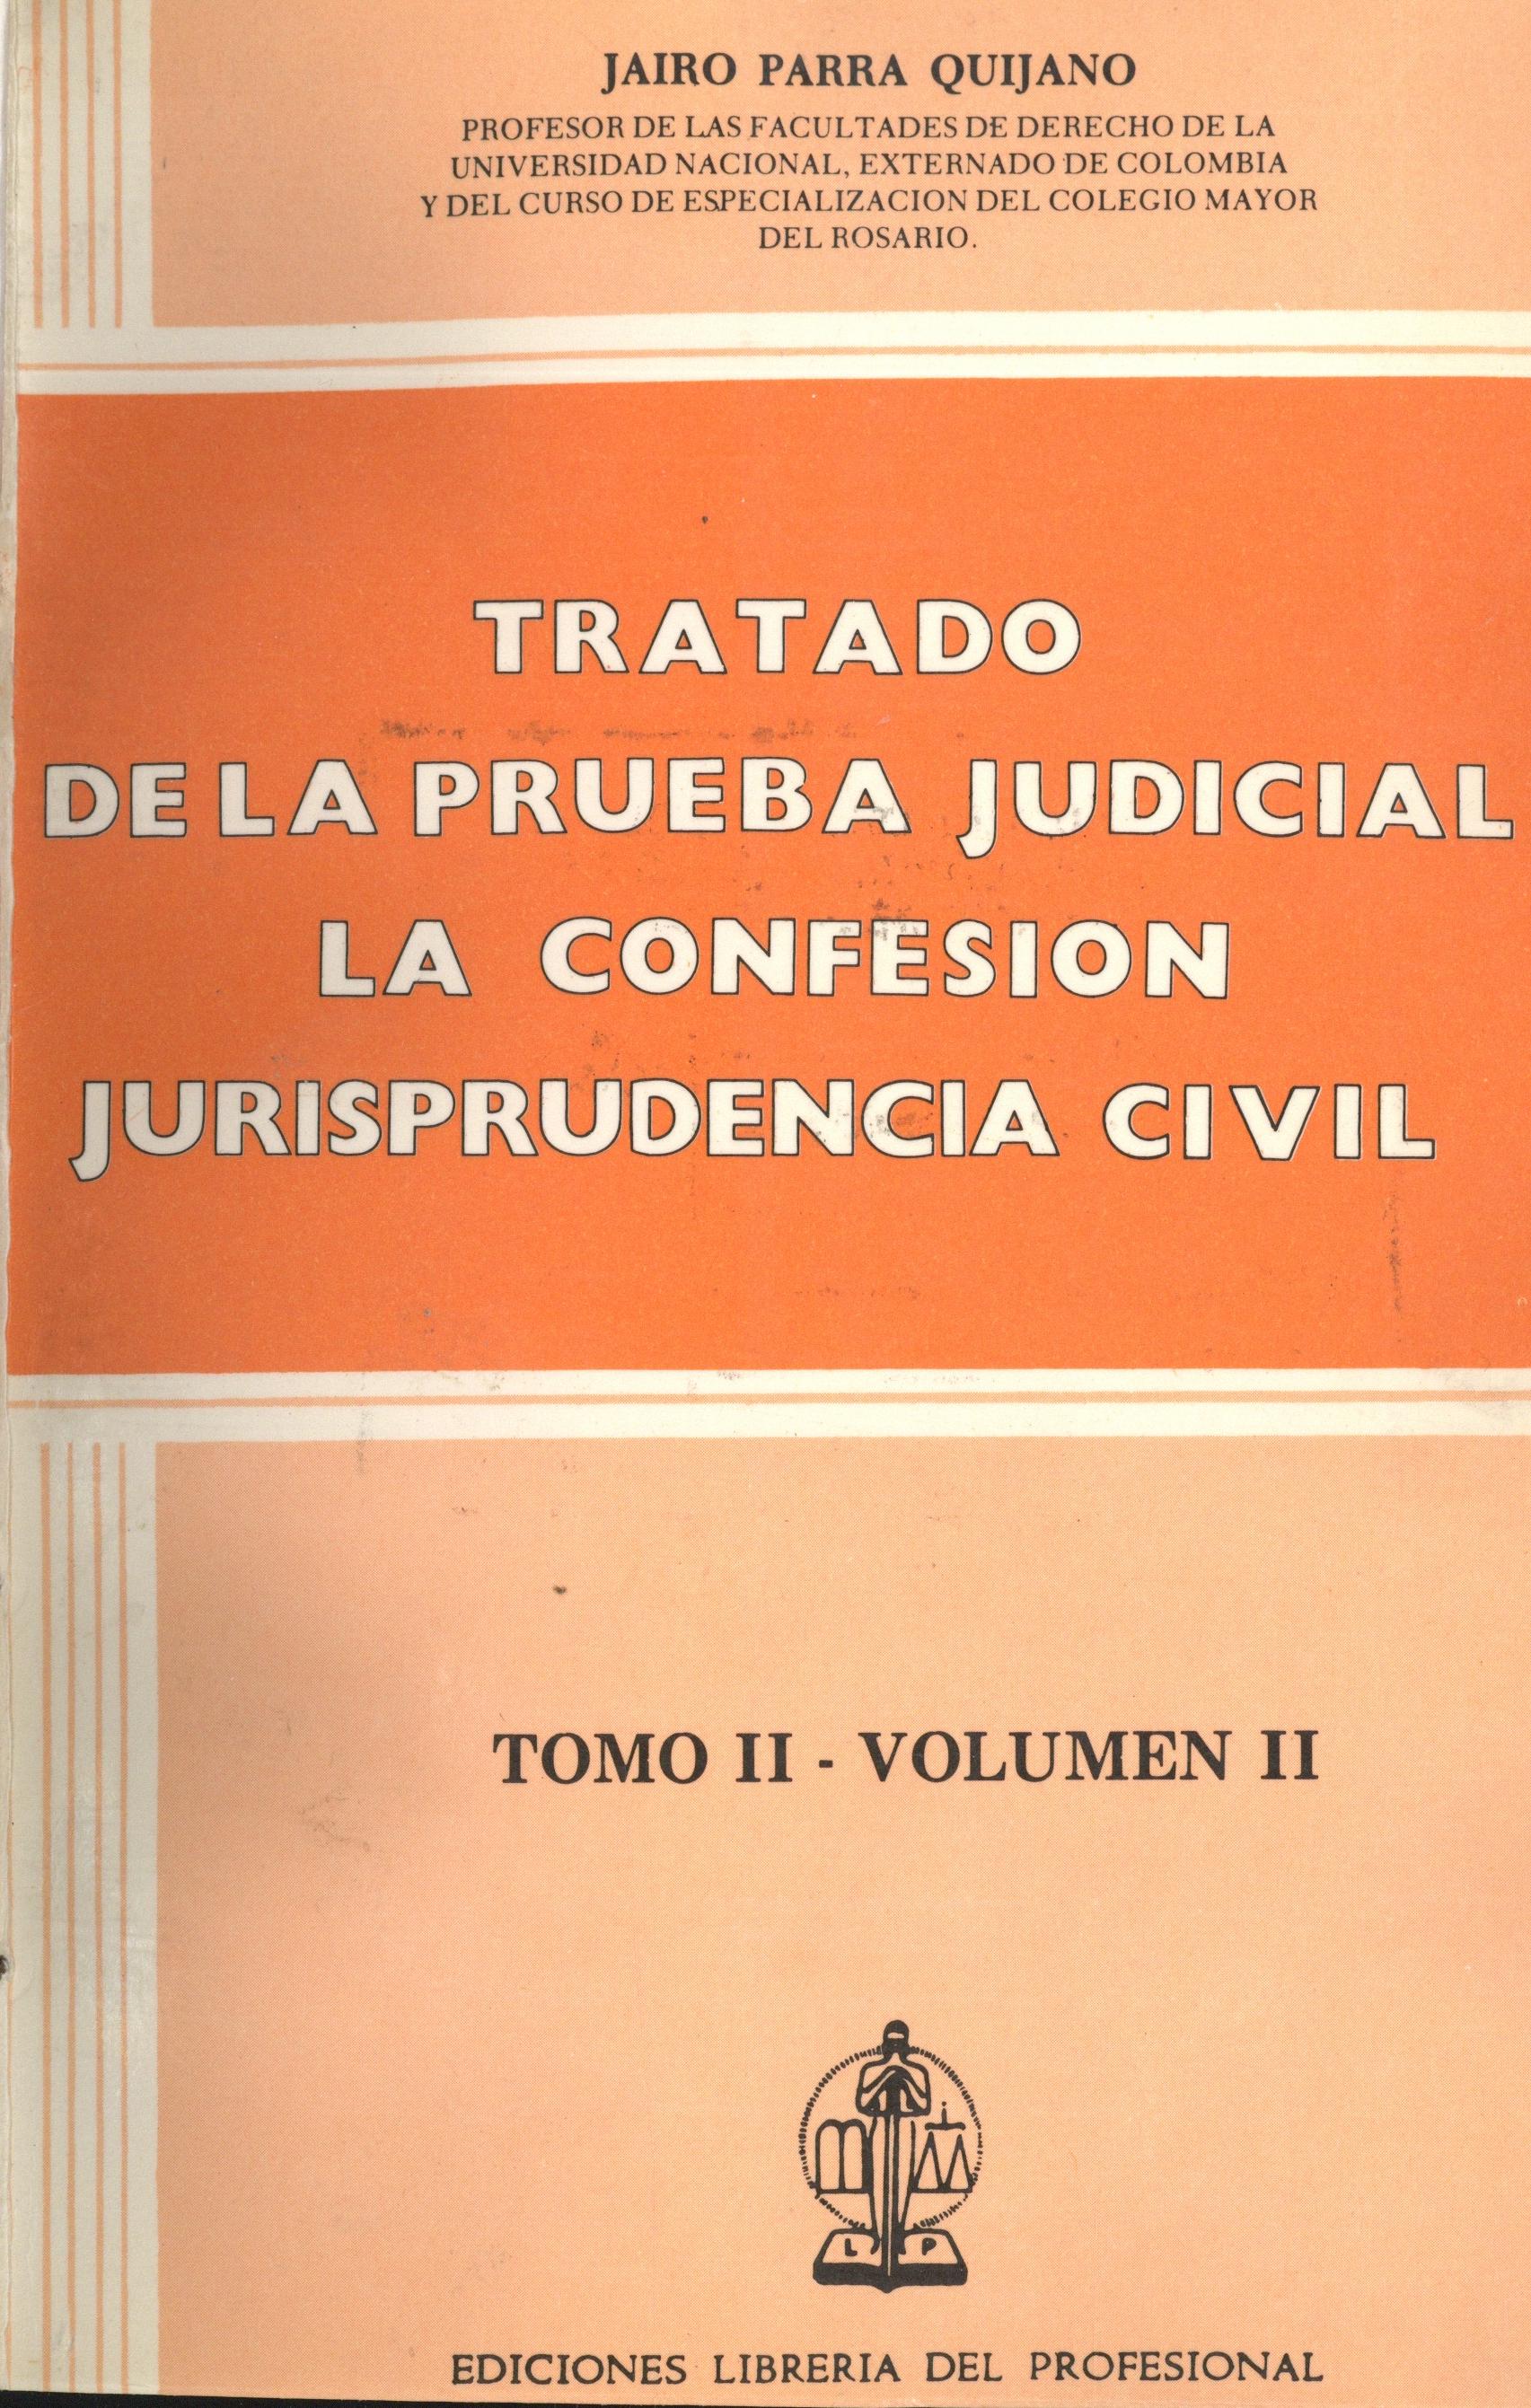 JAIRO PARRA QUIJANO
PROFESOR DE LAS FACULTADES DE DERECHO DE LA
UNIVERSIDAD NACIONAL, EXTERNADO DE COLOMBIA
Y DEL CURSO DE ESPECIALIZACION DEL COLEGIO MAYOR
DEL ROSARIO.
TRATADO
DE LA PRUEBA JUDICIAL
LA CONFESION
JURISPRUDENCIA CIVIL
TOMO II - VOLUMEN II
L P
EDICIONES LIBRERIA DEL PROFESIONAL